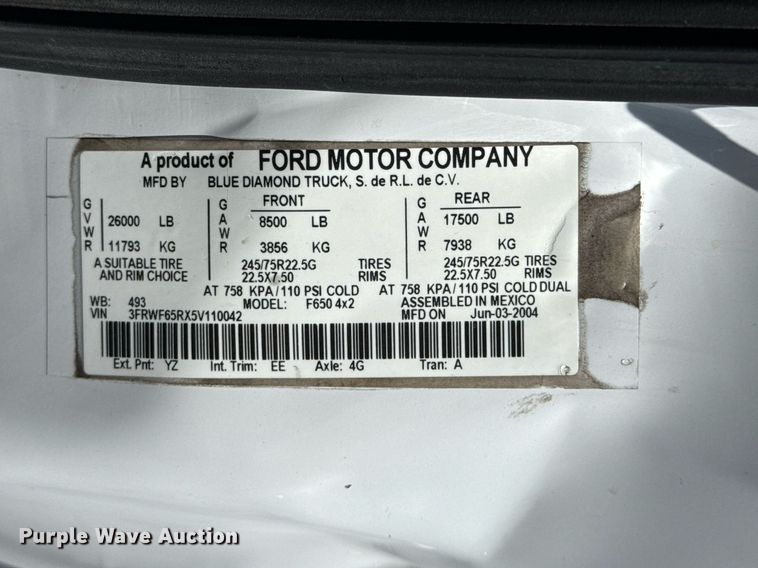 A product of FORD MOTOR COMPANY
MFD BY BLUE DIAMOND TRUCK, S. de R.L. de C.V.
GVWR 26000 LB 11793 KG
FRONT GAWR 8500 LB 3856 KG
REAR GAWR 17500 LB 7938 KG
A SUITABLE TIRE 245/75R22.5G TIRES 245/75R22.5G
AND RIM CHOICE 22.5X7.50 RIMS 22.5X7.50
AT 758 KPA/110 PSI COLD AT 758 KPA/110 PSI COLD DUAL
WB: 493 MODEL: F650 4x2 ASSEMBLED IN MEXICO
VIN 3FRWF65RX5V110042 MFD ON Jun-03-2004
Ext. Pnt: YZ Int. Trim: EE Axle: 4G Tran: A
Purple Wave Auction